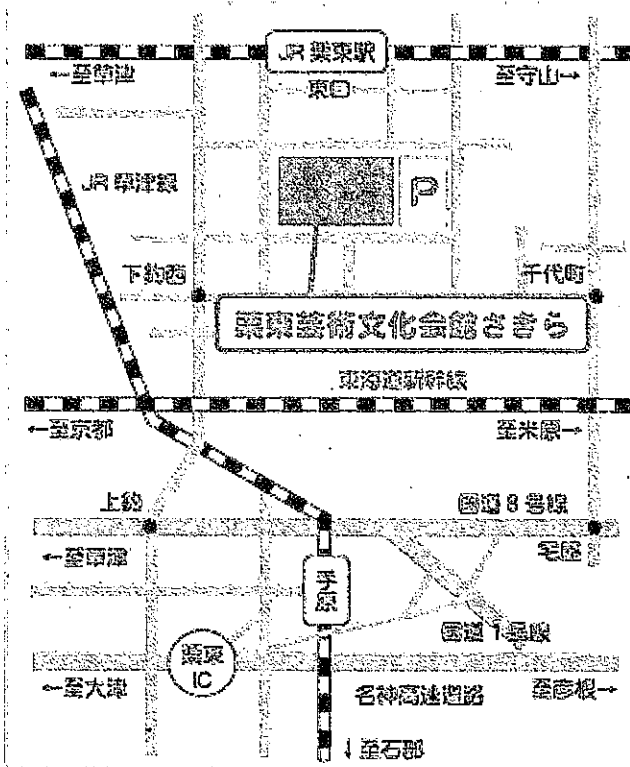 JR 栗東駅
←至草津
東口
至守山→
JR 草津線
P
下鈎西
千代町
栗東芸術文化会館さきら
東海道新幹線
←至京都
至米原→
上鈎
国道8号線
←至草津
宅屋
手原
国道1号線
栗東
IC
←至大津
名神高速道路
至彦根→
↓至石部